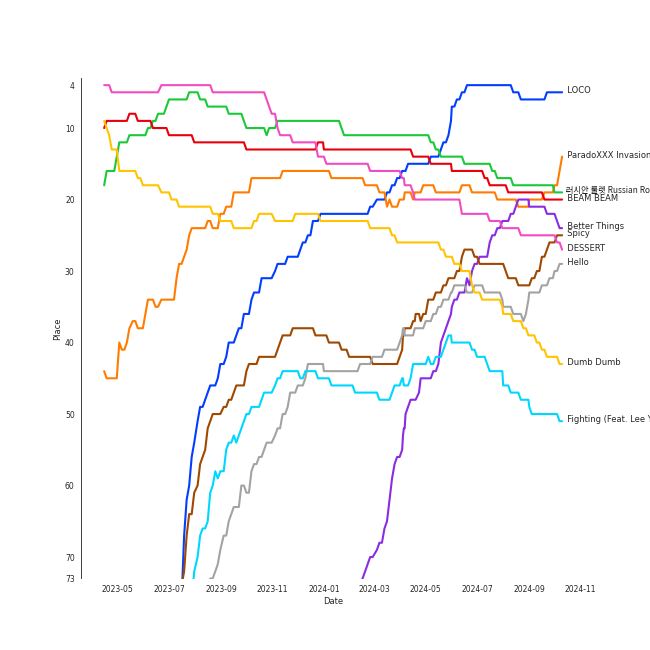 4
10
20
30
40
50
60
70
73
Place
2023-05
2023-07
2023-09
2023-11
2024-01
2024-03
2024-05
2024-07
2024-09
2024-11
Date
LOCO
ParadoXXX Invasion
러시안 룰렛 Russian Ro
BEAM BEAM
Better Things
Spicy
DESSERT
Hello
Dumb Dumb
Fighting (Feat. Lee